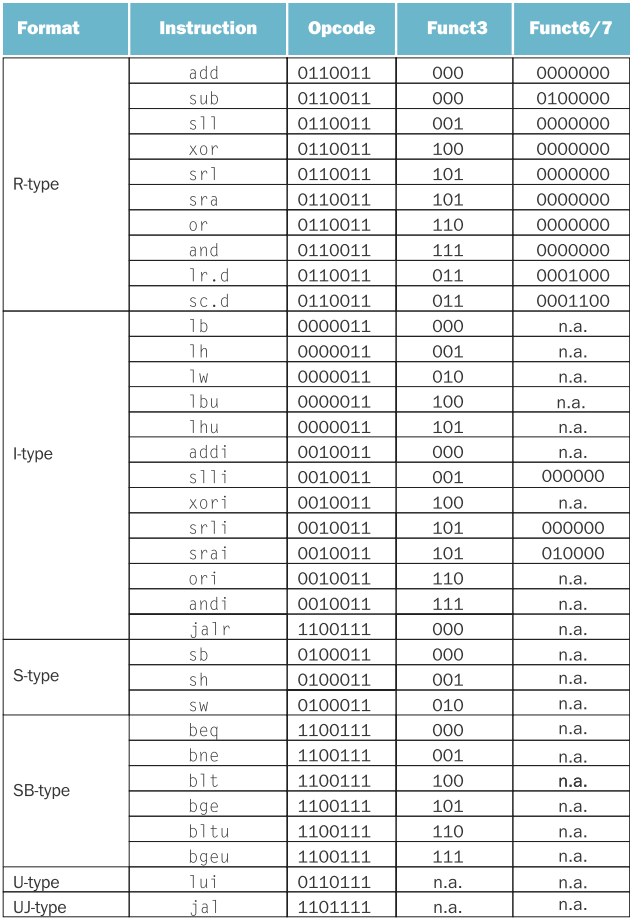 Format Instruction Opcode Funct3 Funct6/7
R-type
add 0110011 000 0000000
sub 0110011 000 0100000
sll 0110011 001 0000000
xor 0110011 100 0000000
srl 0110011 101 0000000
sra 0110011 101 0000000
or 0110011 110 0000000
and 0110011 111 0000000
lr.d 0110011 011 0001000
sc.d 0110011 011 0001100
I-type
lb 0000011 000 n.a.
lh 0000011 001 n.a.
lw 0000011 010 n.a.
lbu 0000011 100 n.a.
lhu 0000011 101 n.a.
addi 0010011 000 n.a.
slli 0010011 001 000000
xori 0010011 100 n.a.
srli 0010011 101 000000
srai 0010011 101 010000
ori 0010011 110 n.a.
andi 0010011 111 n.a.
jalr 1100111 000 n.a.
S-type
sb 0100011 000 n.a.
sh 0100011 001 n.a.
sw 0100011 010 n.a.
SB-type
beq 1100111 000 n.a.
bne 1100111 001 n.a.
blt 1100111 100 n.a.
bge 1100111 101 n.a.
bltu 1100111 110 n.a.
bgeu 1100111 111 n.a.
U-type lui 0110111 n.a. n.a.
UJ-type jal 1101111 n.a. n.a.